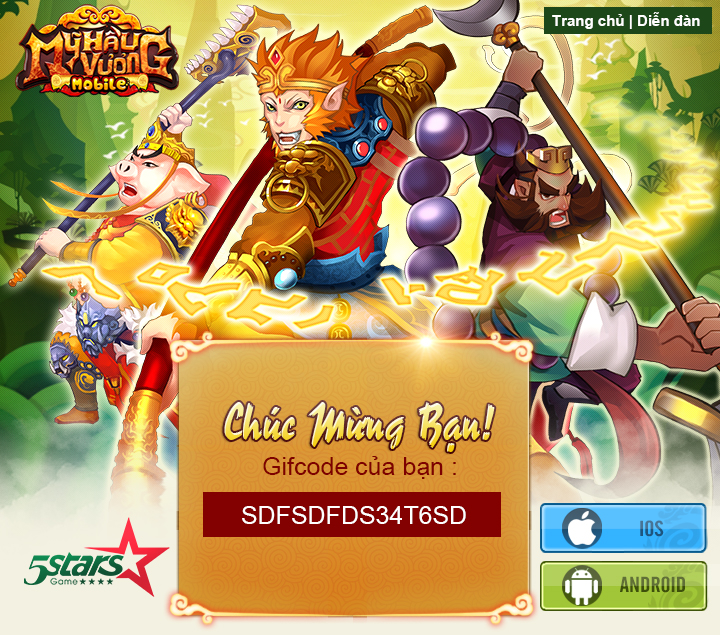 Trang chủ | Diễn đàn
MỸ HẦU
VƯƠNG
Mobile
Chúc Mừng Bạn!
Gifcode của bạn :
SDFSDFDS34T6SD
5stars
Game
IOS
ANDROID